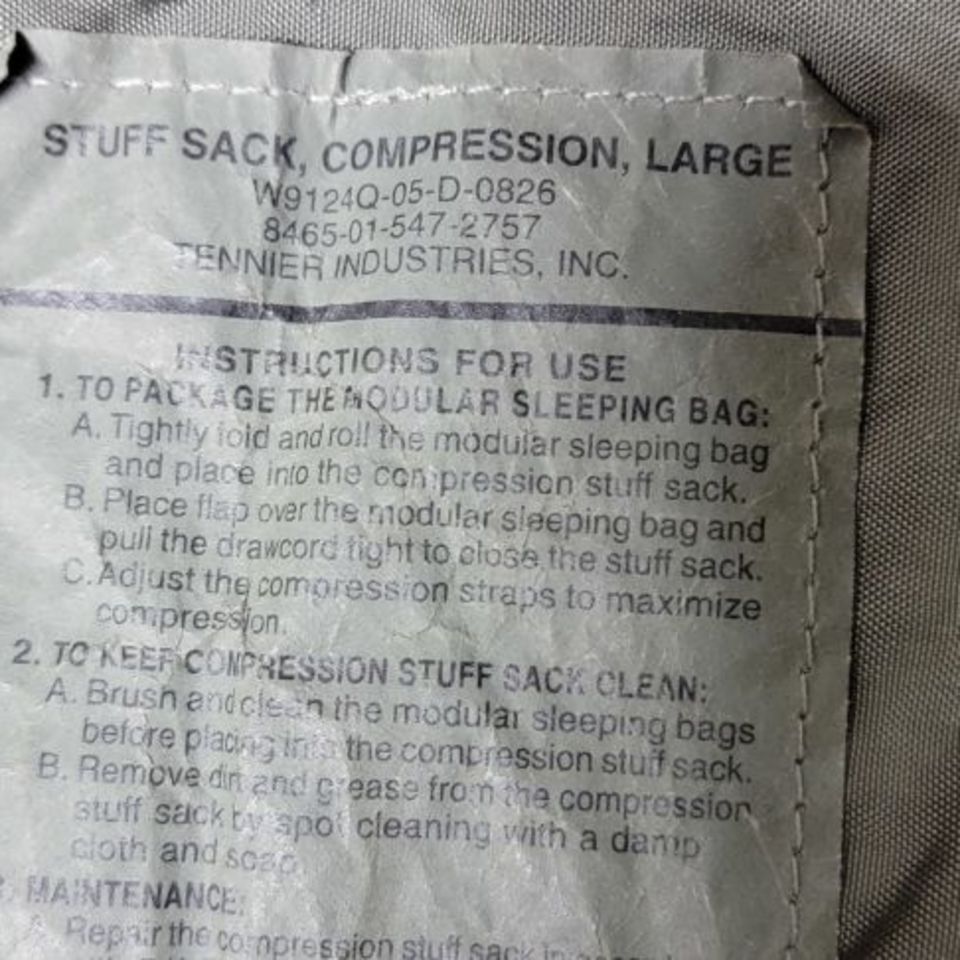 STUFF SACK, COMPRESSION, LARGE
W9124Q-05-D-0826
8465-01-547-2757
TENNIER INDUSTRIES, INC.
INSTRUCTIONS FOR USE
1. TO PACKAGE THE MODULAR SLEEPING BAG:
A. Tightly fold and roll the modular sleeping bag
and place into the compression stuff sack.
B. Place flap over the modular sleeping bag and
pull the drawcord tight to close the stuff sack.
C. Adjust the compression straps to maximize
compression.
2. TO KEEP COMPRESSION STUFF SACK CLEAN:
A. Brush and clean the modular sleeping bags
before placing into the compression stuff sack.
B. Remove dirt and grease from the compression
stuff sack by spot cleaning with a damp
cloth and soap
MAINTENANCE:
A. Repair the compression stuff sack in